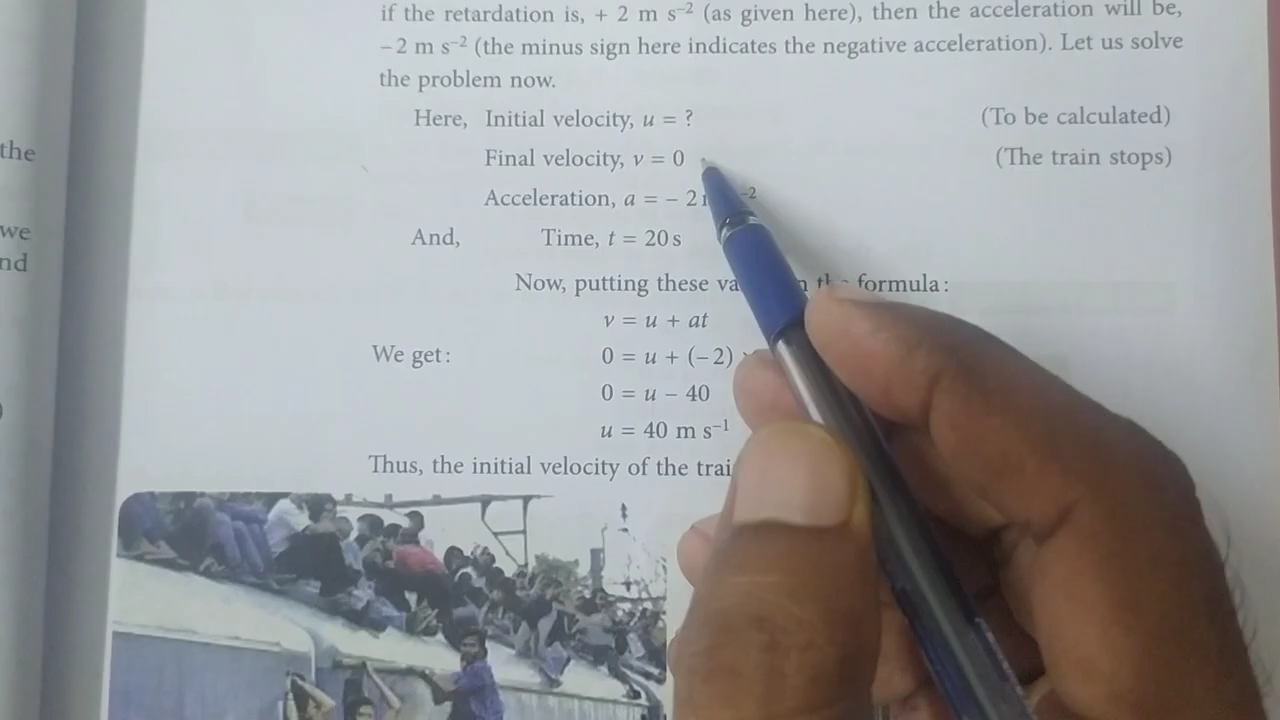 if the retardation is, + 2 m s⁻² (as given here), then the acceleration will be,
− 2 m s⁻² (the minus sign here indicates the negative acceleration). Let us solve
the problem now.
the
we
nd
)
Here, Initial velocity, u = ? (To be calculated)
Final velocity, v = 0 (The train stops)
Acceleration, a = − 2 ⁻²
And, Time, t = 20 s
Now, putting these formula:
v = u + at
We get: 0 = u + (− 2)
0 = u − 40
u = 40 m s⁻¹
Thus, the initial velocity of the